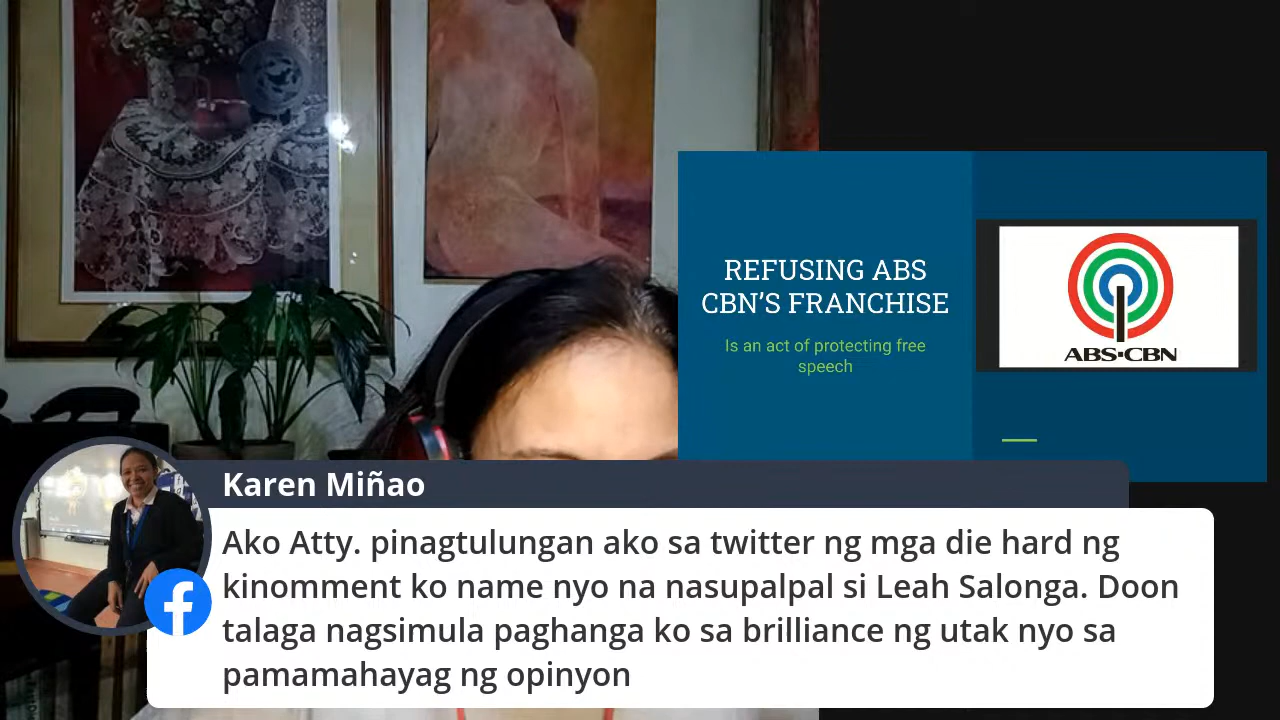 REFUSING ABS
CBN'S FRANCHISE
Is an act of protecting free
speech
ABS-CBN
Karen Miñao
Ako Atty. pinagtulungan ako sa twitter ng mga die hard ng
kinomment ko name nyo na nasupalpal si Leah Salonga. Doon
talaga nagsimula paghanga ko sa brilliance ng utak nyo sa
pamamahayag ng opinyon